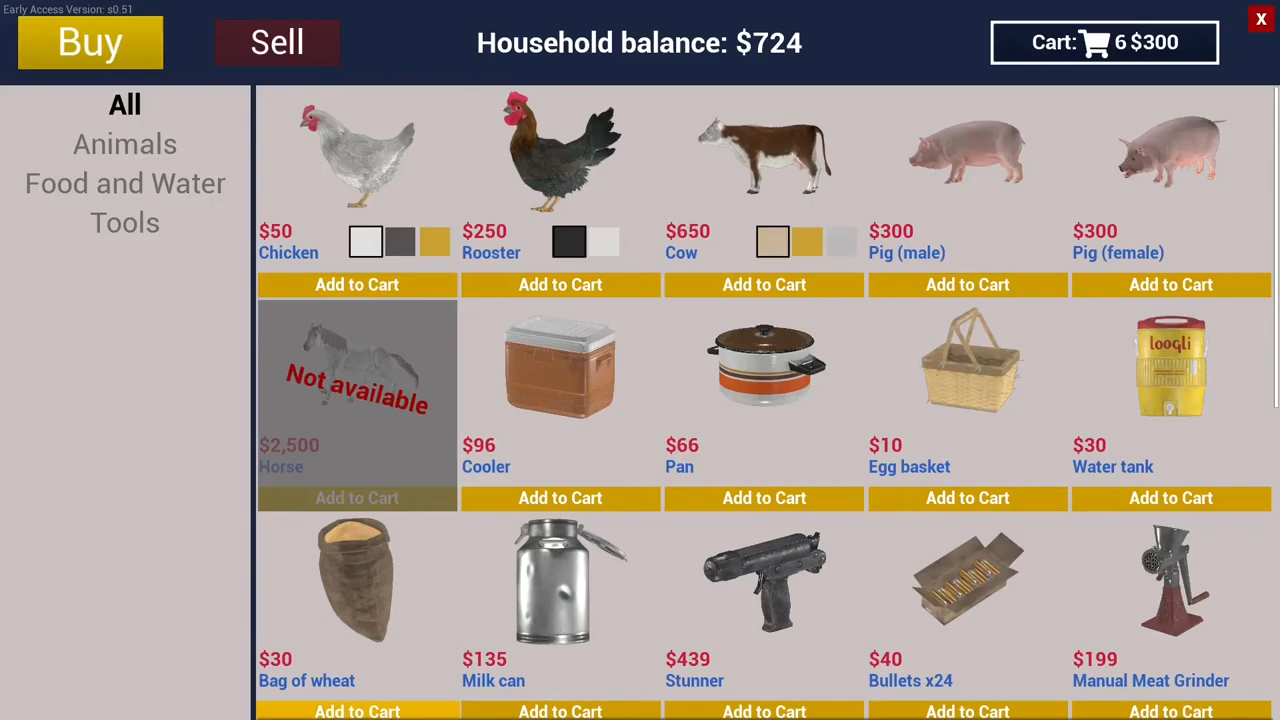 Early Access Version: s0.51
Buy
Sell
Household balance: $724
Cart: 6 $300
X
All
Animals
Food and Water
Tools
$50
Chicken
$250
Rooster
$650
Cow
$300
Pig (male)
$300
Pig (female)
Add to Cart
Add to Cart
Add to Cart
Add to Cart
Add to Cart
Not available
loogli
$2,500
Horse
$96
Cooler
$66
Pan
$10
Egg basket
$30
Water tank
Add to Cart
Add to Cart
Add to Cart
Add to Cart
Add to Cart
$30
Bag of wheat
$135
Milk can
$439
Stunner
$40
Bullets x24
$199
Manual Meat Grinder
Add to Cart
Add to Cart
Add to Cart
Add to Cart
Add to Cart